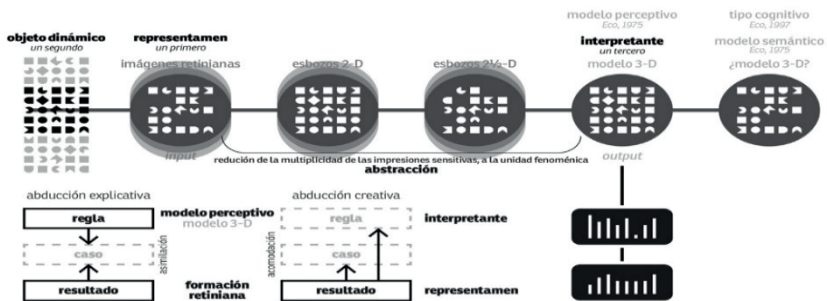 modelo perceptivo
Eco, 1975
tipo cognitivo
Eco, 1997
objeto dinámico
un segundo
representamen
un primero
interpretante
un tercero
modelo semántico
Eco, 1975
imágenes retinianas
esbozos 2-D
esbozos 2½-D
modelo 3-D
¿modelo 3-D?
input
redución de la multiplicidad de las impresiones sensitivas, a la unidad fenoménica
output
abstracción
abducción explicativa
abducción creativa
regla
modelo perceptivo
modelo 3-D
regla
interpretante
caso
asimilación
acomodación
caso
resultado
formación
retiniana
resultado
representamen